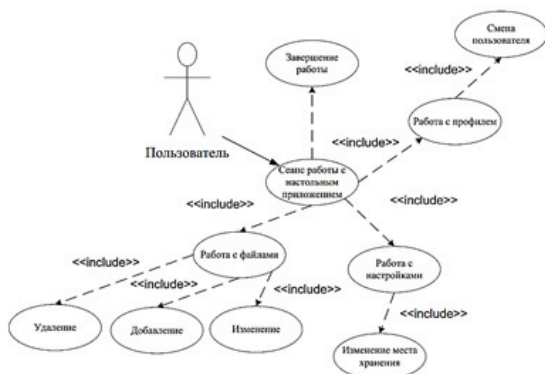 Смена
пользователя
<<include>>
Завершение
работы
Работа с профилем
<<include>>
Пользователь
Сеанс работы с
настольным
приложением
<<include>>
<<include>>
Работа с файлами
<<include>>
<<include>>
<<include>>
Работа с
настройками
Удаление
Добавление
Изменение
<<include>>
Изменение места
хранения